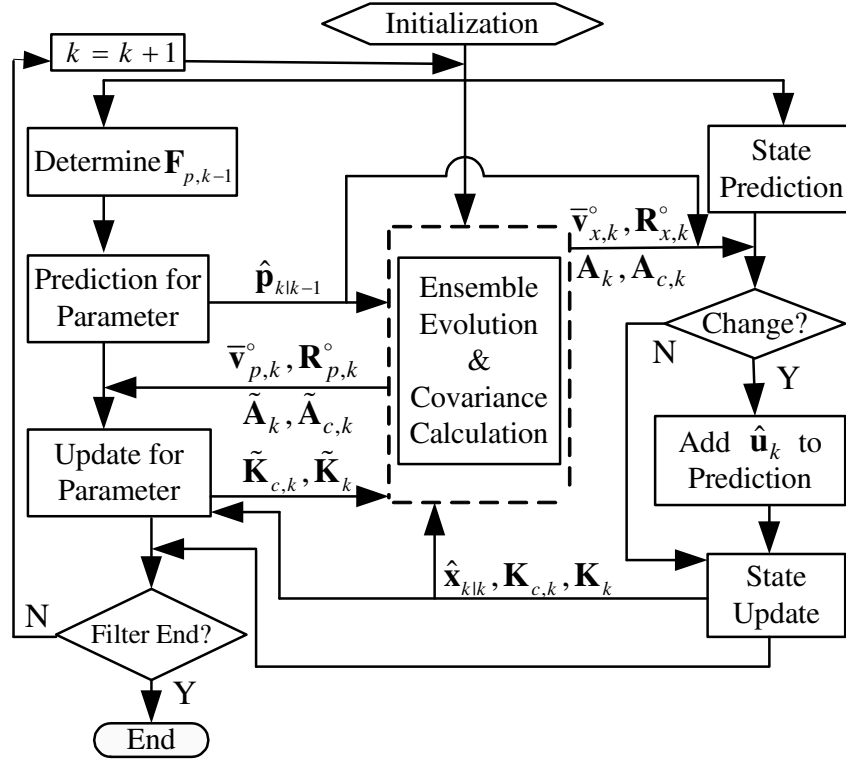 Initialization
k = k + 1
Determine F_{p,k−1}
State
Prediction
v̅°_{x,k}, R°_{x,k}
A_k, A_{c,k}
Prediction for
Parameter
p̂_{k|k−1}
Ensemble
Evolution
&
Covariance
Calculation
Change?
N
Y
v̅°_{p,k}, R°_{p,k}
Ã_k, Ã_{c,k}
Add û_k to
Prediction
Update for
Parameter
K̃_{c,k}, K̃_k
x̂_{k|k}, K_{c,k}, K_k
State
Update
N
Filter End?
Y
End